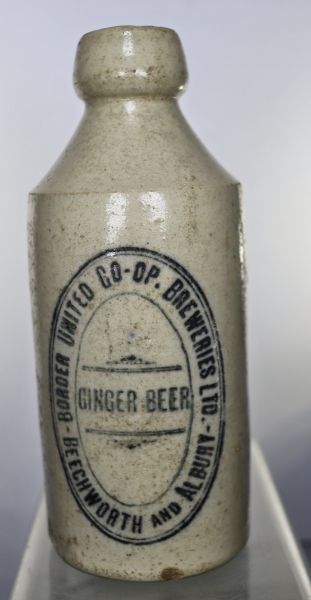 BORDER UNITED CO-OP. BREWERIES LTD.
GINGER BEER
BEECHWORTH AND ALBURY